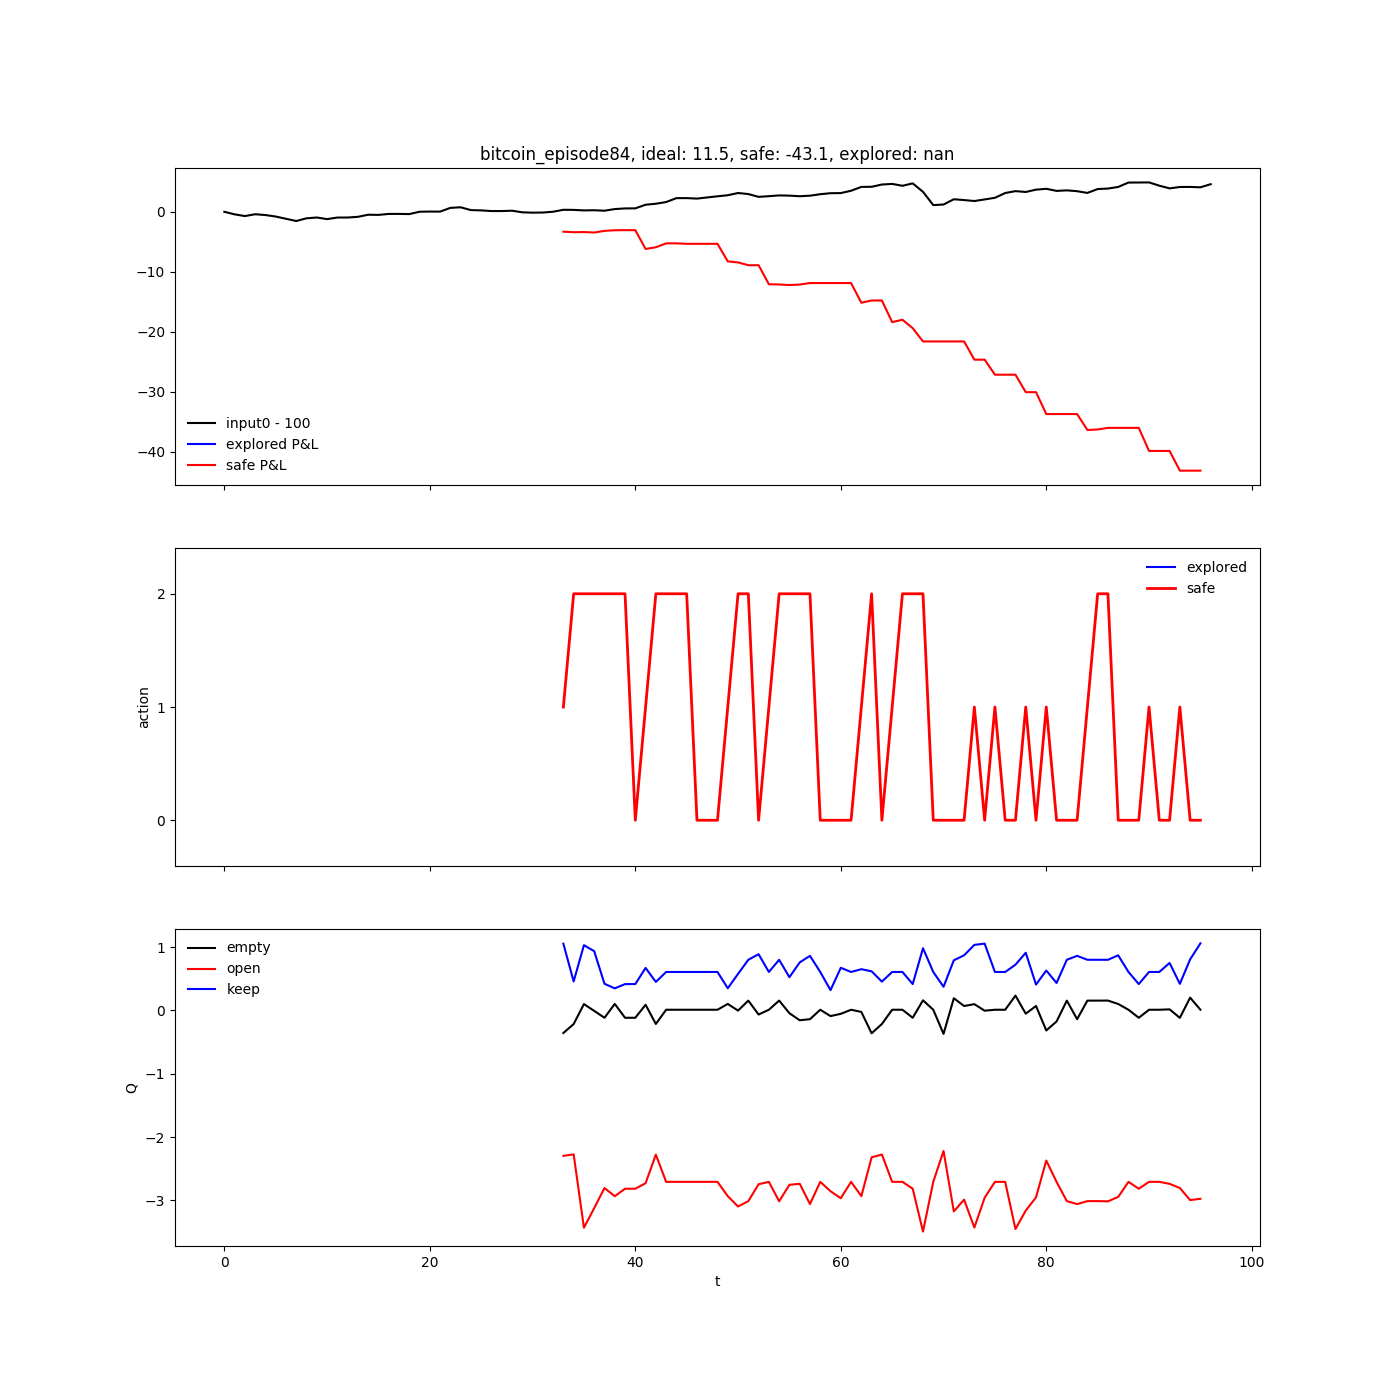 bitcoin_episode84, ideal: 11.5, safe: -43.1, explored: nan
0
−10
−20
−30
−40
input0 - 100
explored P&L
safe P&L
2
1
0
action
explored
safe
1
0
−1
−2
−3
Q
empty
open
keep
0 20 40 60 80 100
t